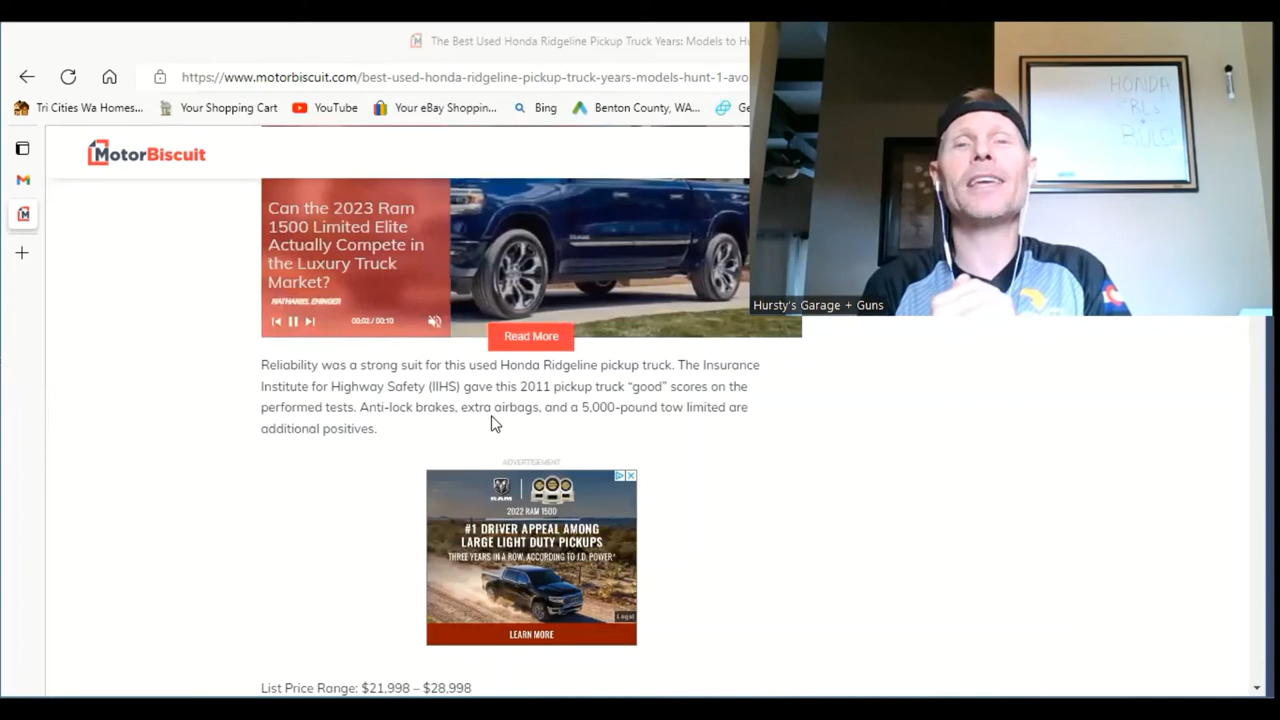 The Best Used Honda Ridgeline Pickup Truck Years: Models to Hu
https://www.motorbiscuit.com/best-used-honda-ridgeline-pickup-truck-years-models-hunt-1-avo
Tri Cities Wa Homes...
Your Shopping Cart
YouTube
Your eBay Shoppin...
Bing
Benton County, WA...
Ge
MotorBiscuit
HONDA
"RLs"
RULE
Can the 2023 Ram
1500 Limited Elite
Actually Compete in
the Luxury Truck
Market?
NATHANIEL EHINGER
00:02 / 00:10
Read More
Hursty's Garage + Guns
Reliability was a strong suit for this used Honda Ridgeline pickup truck. The Insurance
Institute for Highway Safety (IIHS) gave this 2011 pickup truck “good” scores on the
performed tests. Anti-lock brakes, extra airbags, and a 5,000-pound tow limited are
additional positives.
ADVERTISEMENT
RAM
2022 RAM 1500
#1 DRIVER APPEAL AMONG
LARGE LIGHT DUTY PICKUPS
THREE YEARS IN A ROW, ACCORDING TO J.D. POWER*
Legal
LEARN MORE
List Price Range: $21,998 – $28,998